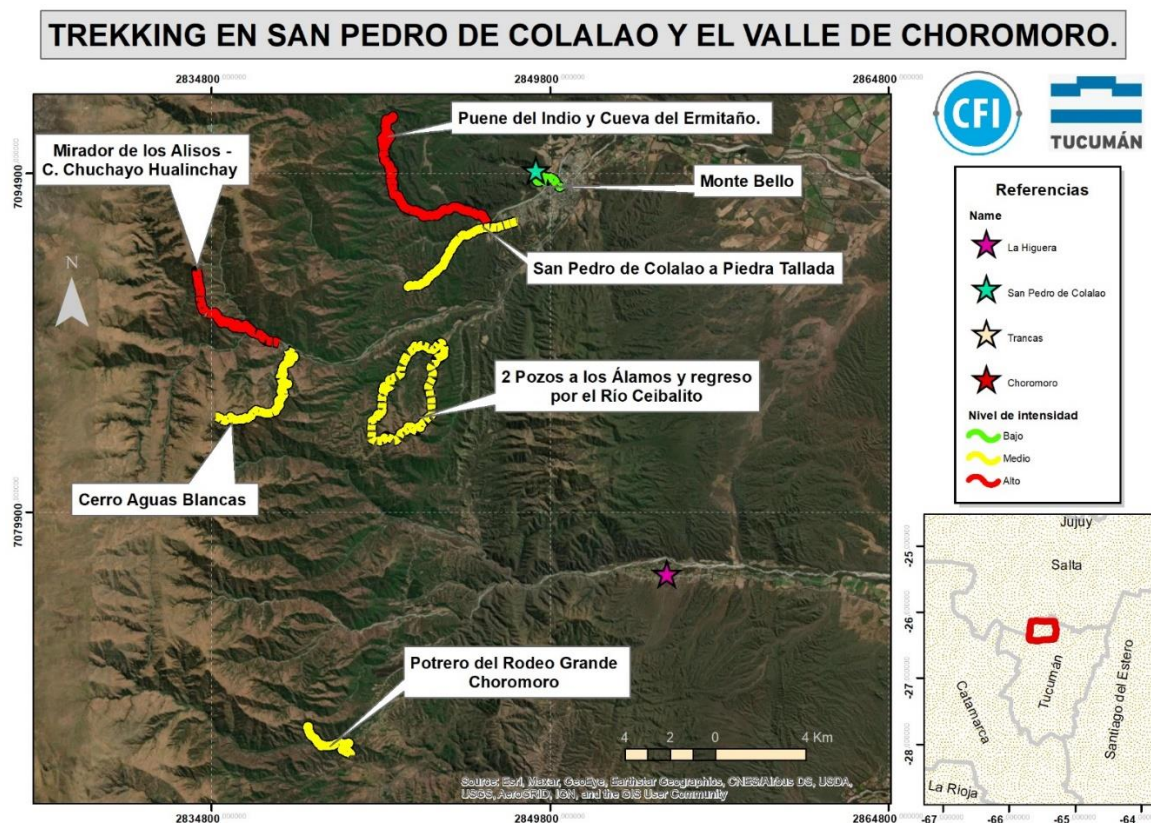 TREKKING EN SAN PEDRO DE COLALAO Y EL VALLE DE CHOROMORO.
2834800
2849800
2864800
Puene del Indio y Cueva del Ermitaño.
Mirador de los Alisos -
C. Chuchayo Hualinchay
Monte Bello
7094900
N
San Pedro de Colalao a Piedra Tallada
2 Pozos a los Álamos y regreso
por el Río Ceibalito
Cerro Aguas Blancas
7079900
Potrero del Rodeo Grande
Choromoro
4 2 0 4 Km
Source: Esri, Maxar, GeoEye, Earthstar Geographics, CNES/Airbus DS, USDA,
USGS, AeroGRID, IGN, and the GIS User Community
2834800
2849800
2864800
CFI
TUCUMÁN
Referencias
Name
La Higuera
San Pedro de Colalao
Trancas
Choromoro
Nivel de intensidad
Bajo
Medio
Alto
Jujuy
Salta
Tucumán
Catamarca
Santiago del Estero
La Rioja
-25
-26
-27
-28
-67
-66
-65
-64